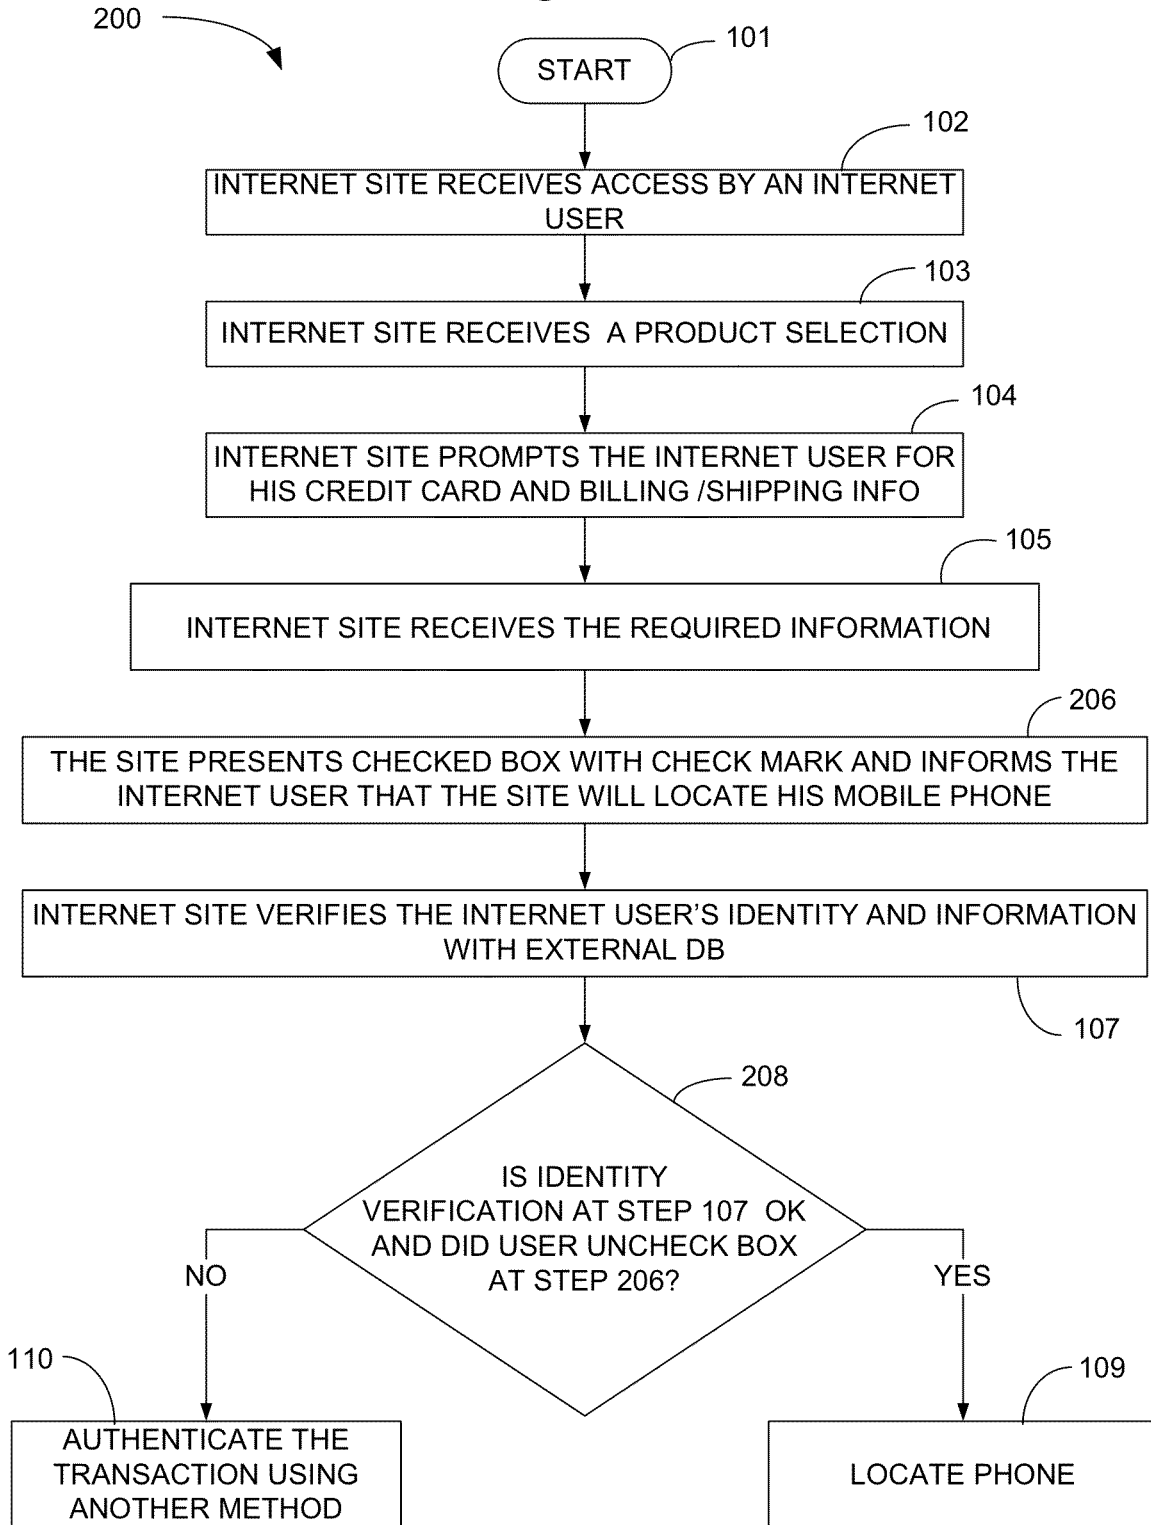 200
101
START
102
INTERNET SITE RECEIVES ACCESS BY AN INTERNET
USER
103
INTERNET SITE RECEIVES A PRODUCT SELECTION
104
INTERNET SITE PROMPTS THE INTERNET USER FOR
HIS CREDIT CARD AND BILLING /SHIPPING INFO
105
INTERNET SITE RECEIVES THE REQUIRED INFORMATION
206
THE SITE PRESENTS CHECKED BOX WITH CHECK MARK AND INFORMS THE
INTERNET USER THAT THE SITE WILL LOCATE HIS MOBILE PHONE
INTERNET SITE VERIFIES THE INTERNET USER’S IDENTITY AND INFORMATION
WITH EXTERNAL DB
107
208
IS IDENTITY
VERIFICATION AT STEP 107 OK
AND DID USER UNCHECK BOX
AT STEP 206?
NO
YES
110
109
AUTHENTICATE THE
TRANSACTION USING
ANOTHER METHOD
LOCATE PHONE